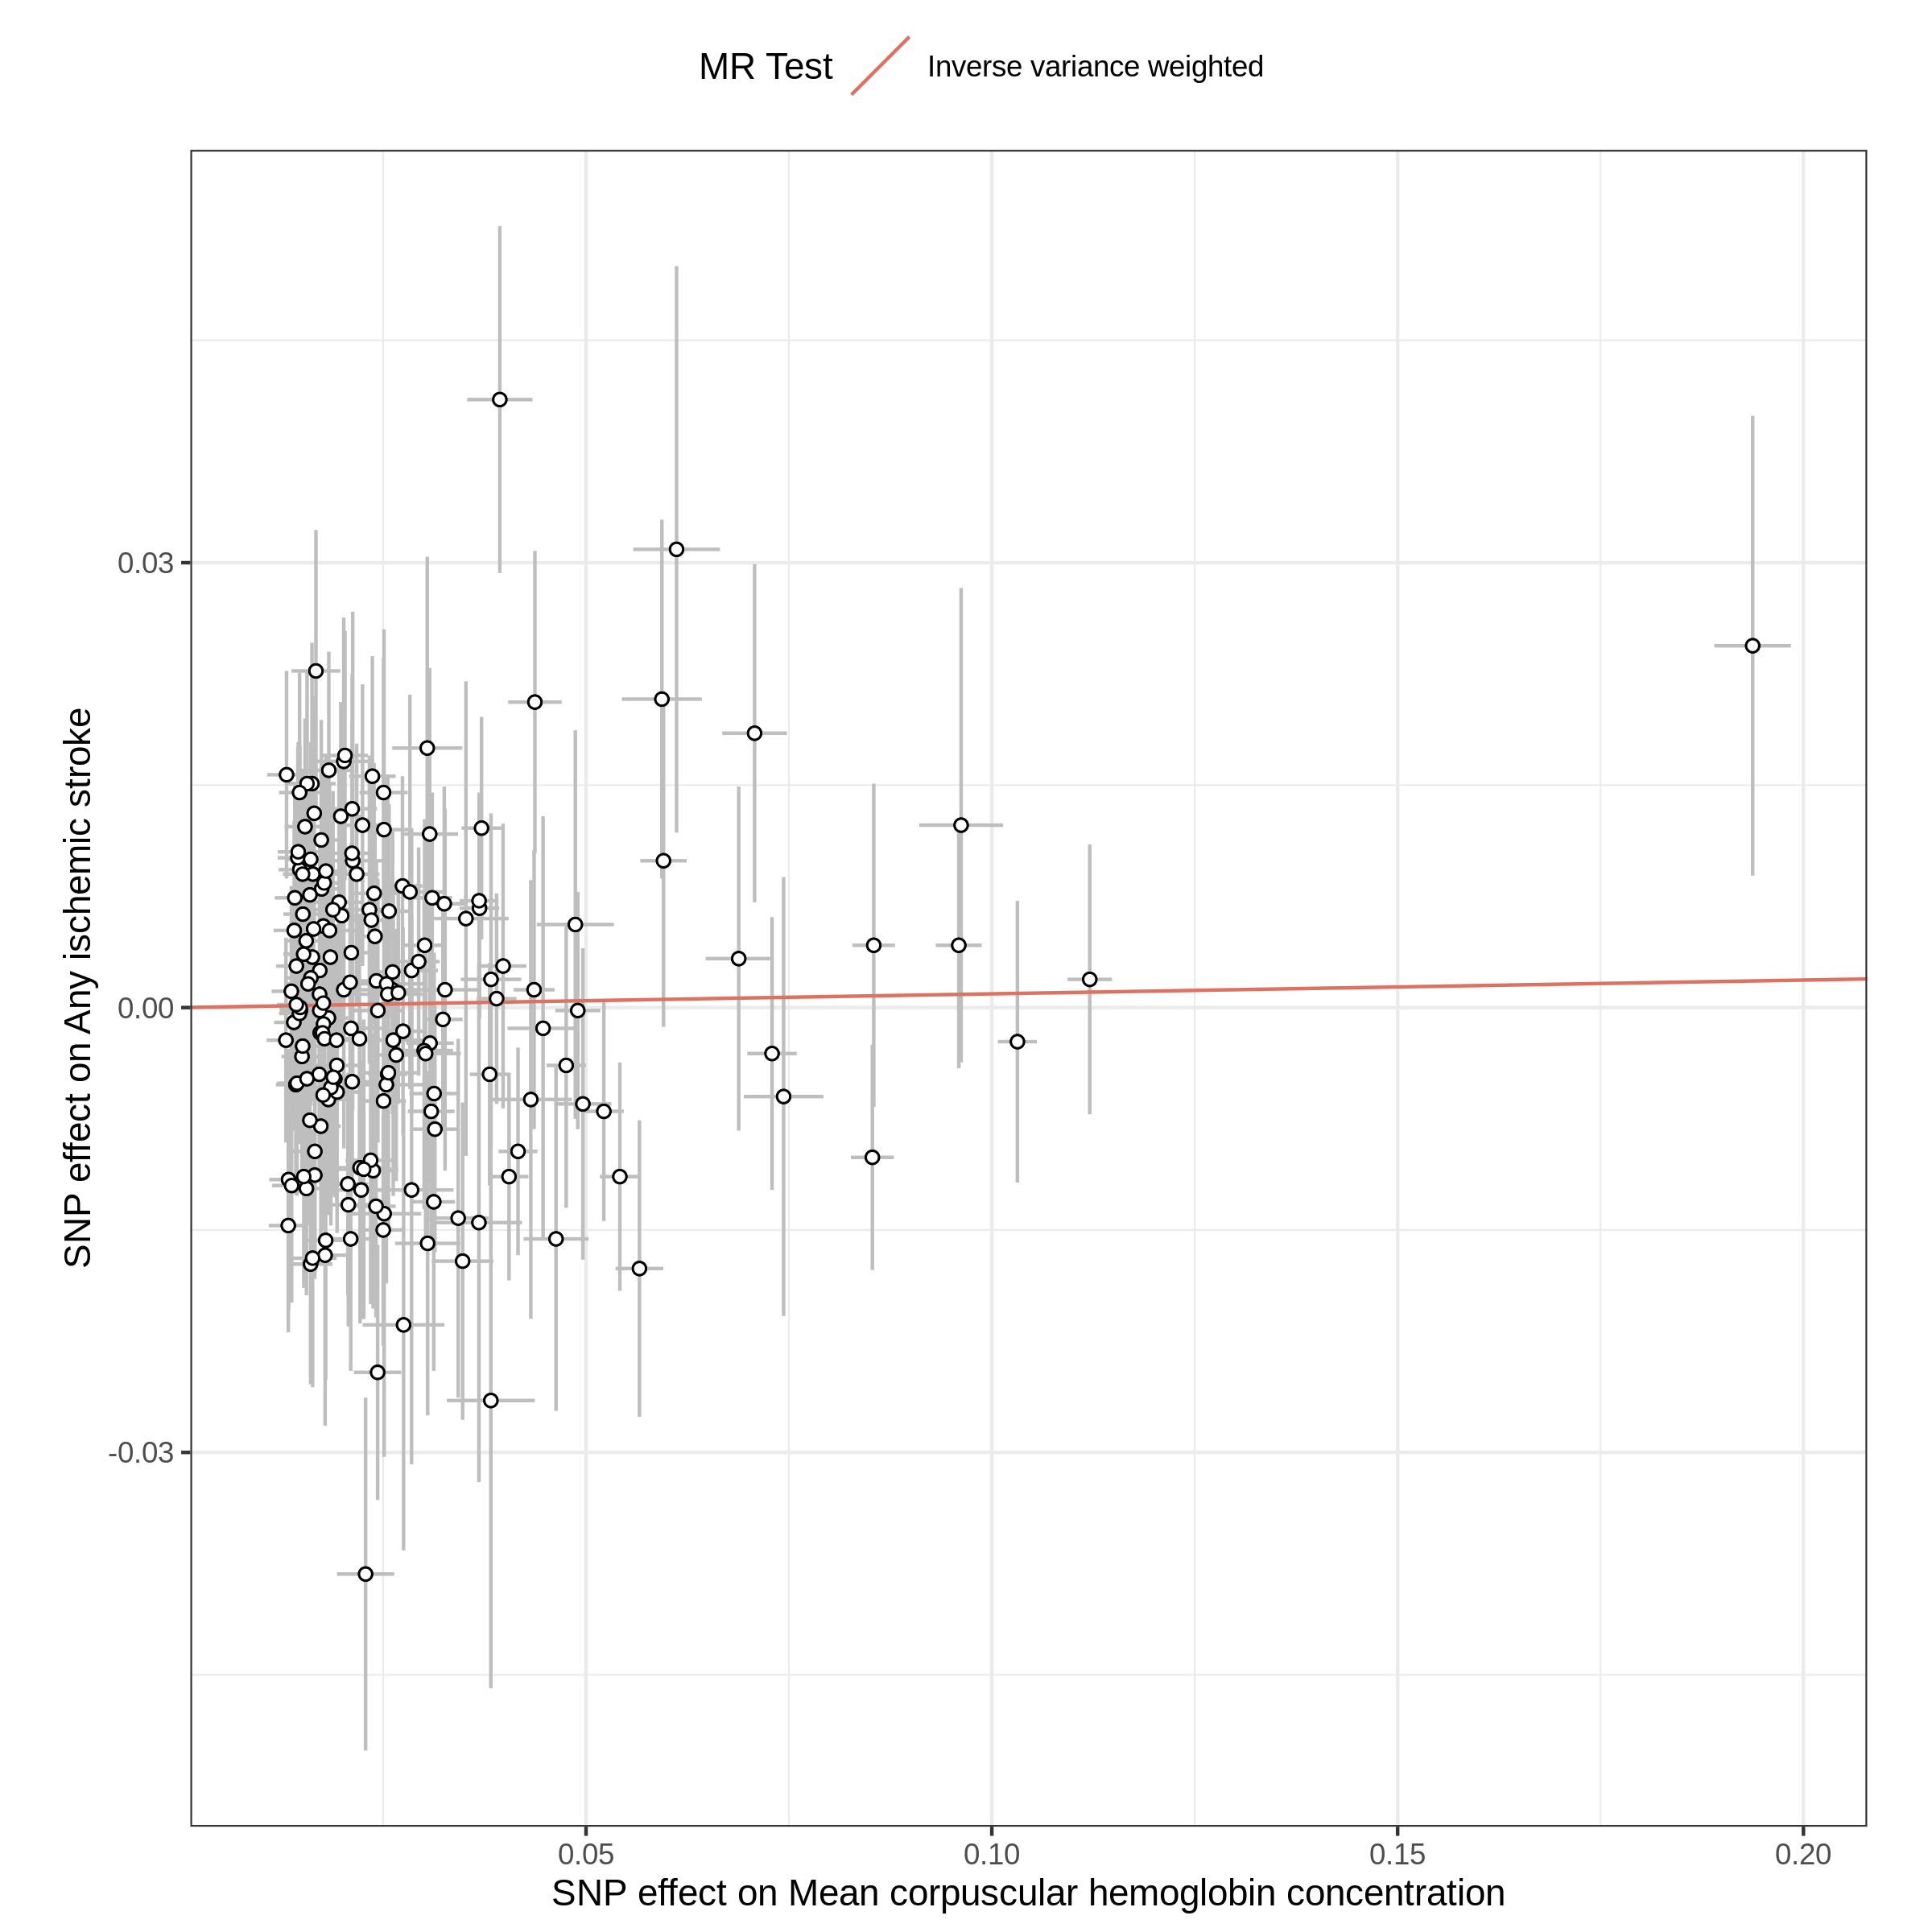 MR Test Inverse variance weighted
SNP effect on Any ischemic stroke
0.03
0.00
-0.03
0.05 0.10 0.15 0.20
SNP effect on Mean corpuscular hemoglobin concentration